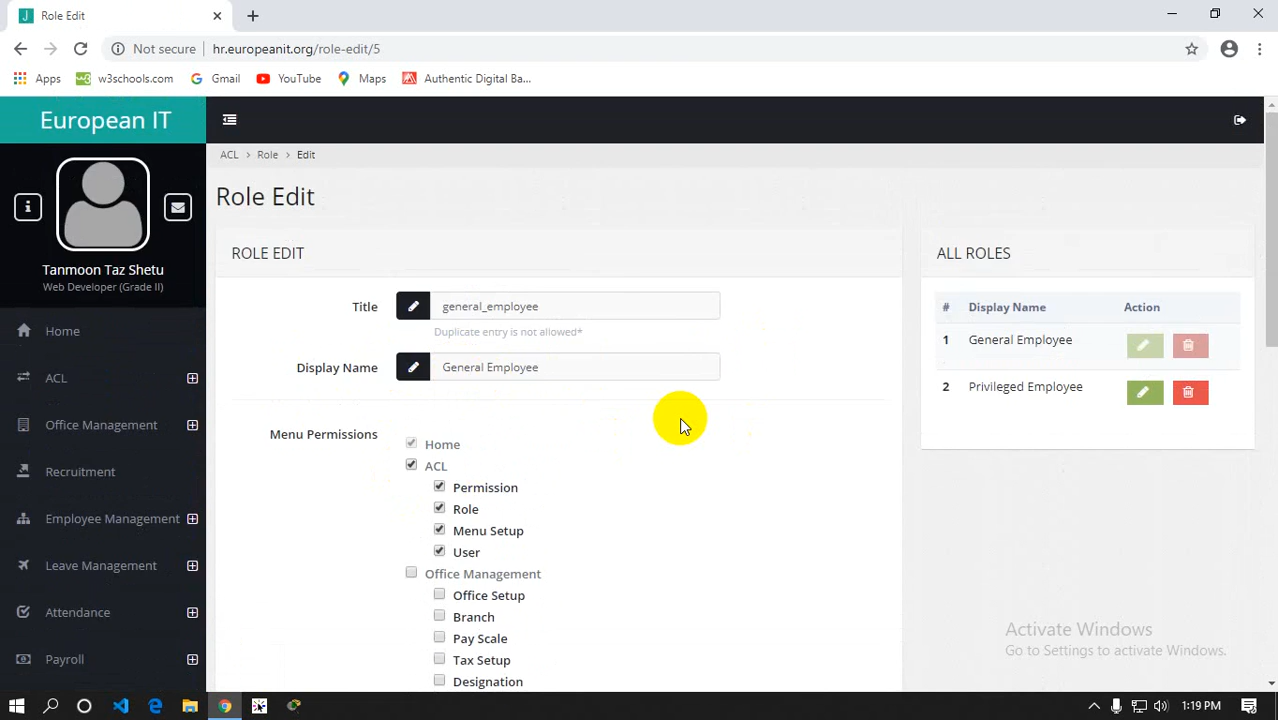 Role Edit
Not secure
hr.europeanit.org/role-edit/5
Apps
w3schools.com
Gmail
YouTube
Maps
Authentic Digital Ba...
European IT
Tanmoon Taz Shetu
Web Developer (Grade II)
Home
ACL
Office Management
Recruitment
Employee Management
Leave Management
Attendance
Payroll
ACL > Role > Edit
Role Edit
ROLE EDIT
Title
general_employee
Duplicate entry is not allowed*
Display Name
General Employee
Menu Permissions
Home
ACL
Permission
Role
Menu Setup
User
Office Management
Office Setup
Branch
Pay Scale
Tax Setup
Designation
ALL ROLES
# Display Name Action
1 General Employee
2 Privileged Employee
Activate Windows
Go to Settings to activate Windows.
1:19 PM